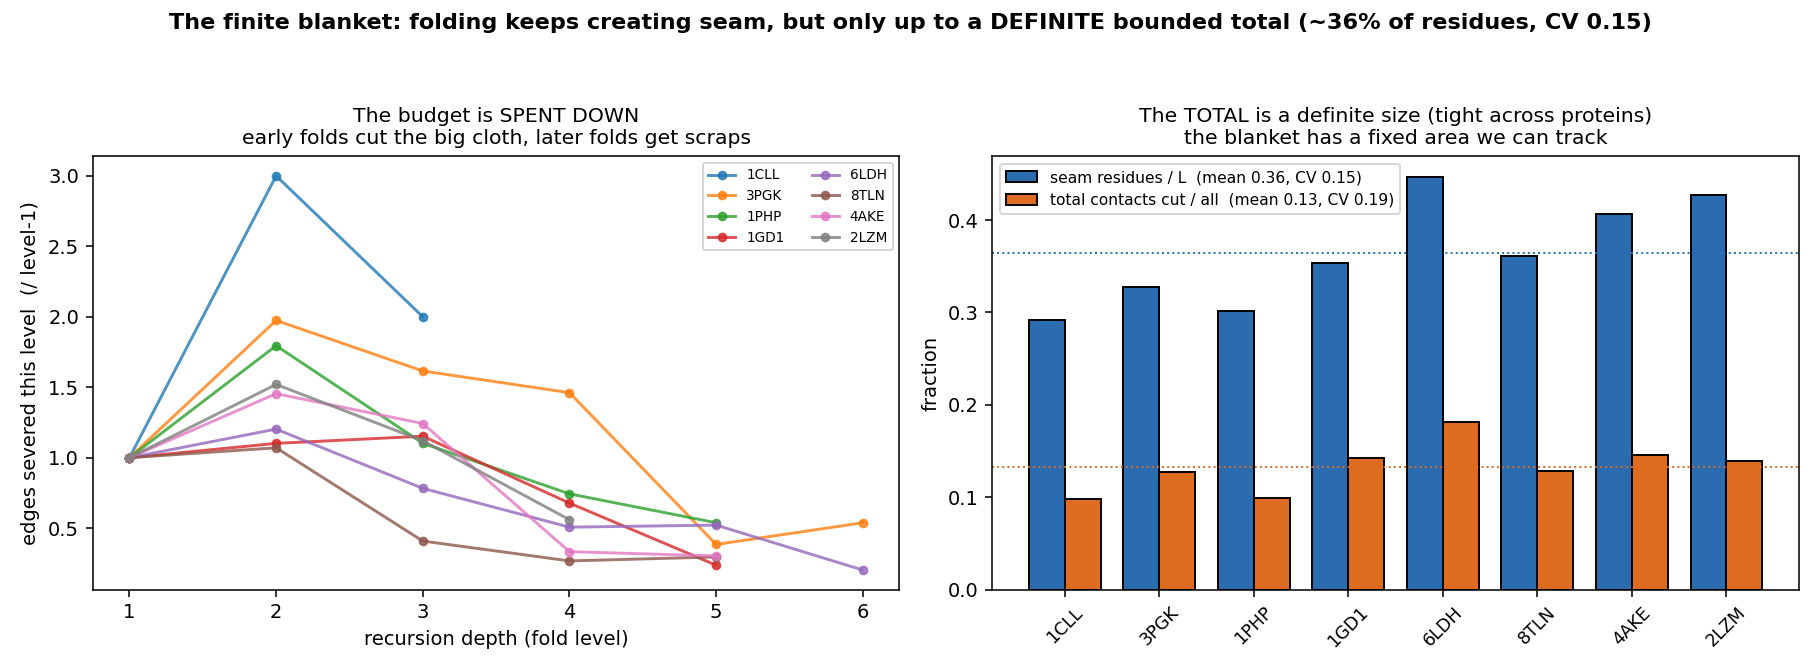 The finite blanket: folding keeps creating seam, but only up to a DEFINITE bounded total (~36% of residues, CV 0.15)
The budget is SPENT DOWN
early folds cut the big cloth, later folds get scraps
edges severed this level  (/ level-1)
3.0
2.5
2.0
1.5
1.0
0.5
1CLL
3PGK
1PHP
1GD1
6LDH
8TLN
4AKE
2LZM
1
2
3
4
5
6
recursion depth (fold level)
The TOTAL is a definite size (tight across proteins)
the blanket has a fixed area we can track
fraction
0.4
0.3
0.2
0.1
0.0
seam residues / L  (mean 0.36, CV 0.15)
total contacts cut / all  (mean 0.13, CV 0.19)
1CLL
3PGK
1PHP
1GD1
6LDH
8TLN
4AKE
2LZM